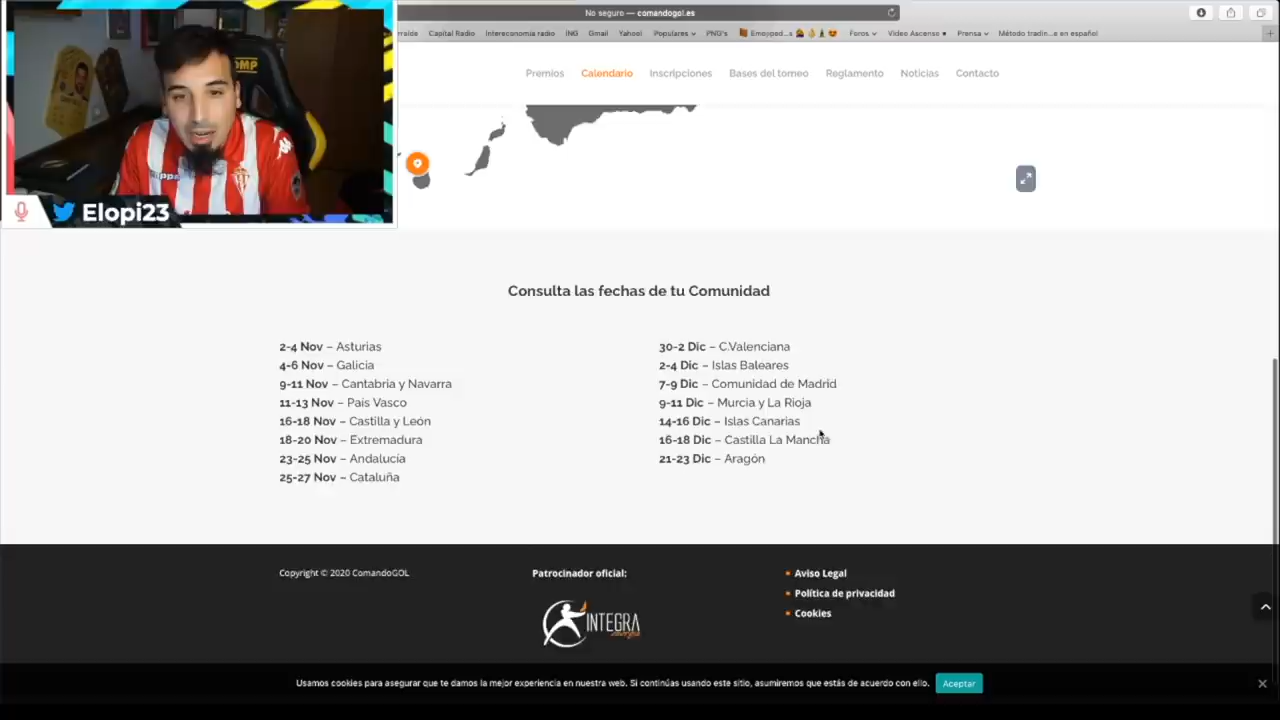 No seguro — comandogol.es
Capital Radio
Intereconomia radio
ING
Gmail
Yahoo!
Populares
PNG's
Foros
Video Ascenso
Prensa
Método tradin...e en español
Premios
Calendario
Inscripciones
Bases del torneo
Reglamento
Noticias
Contacto
Elopi23
Consulta las fechas de tu Comunidad
2-4 Nov – Asturias
4-6 Nov – Galicia
9-11 Nov – Cantabria y Navarra
11-13 Nov – País Vasco
16-18 Nov – Castilla y León
18-20 Nov – Extremadura
23-25 Nov – Andalucía
25-27 Nov – Cataluña
30-2 Dic – C.Valenciana
2-4 Dic – Islas Baleares
7-9 Dic – Comunidad de Madrid
9-11 Dic – Murcia y La Rioja
14-16 Dic – Islas Canarias
16-18 Dic – Castilla La Mancha
21-23 Dic – Aragón
Copyright © 2020 ComandoGOL
Patrocinador oficial:
INTEGRA
energía
Aviso Legal
Política de privacidad
Cookies
Usamos cookies para asegurar que te damos la mejor experiencia en nuestra web. Si continúas usando este sitio, asumiremos que estás de acuerdo con ello.
Aceptar